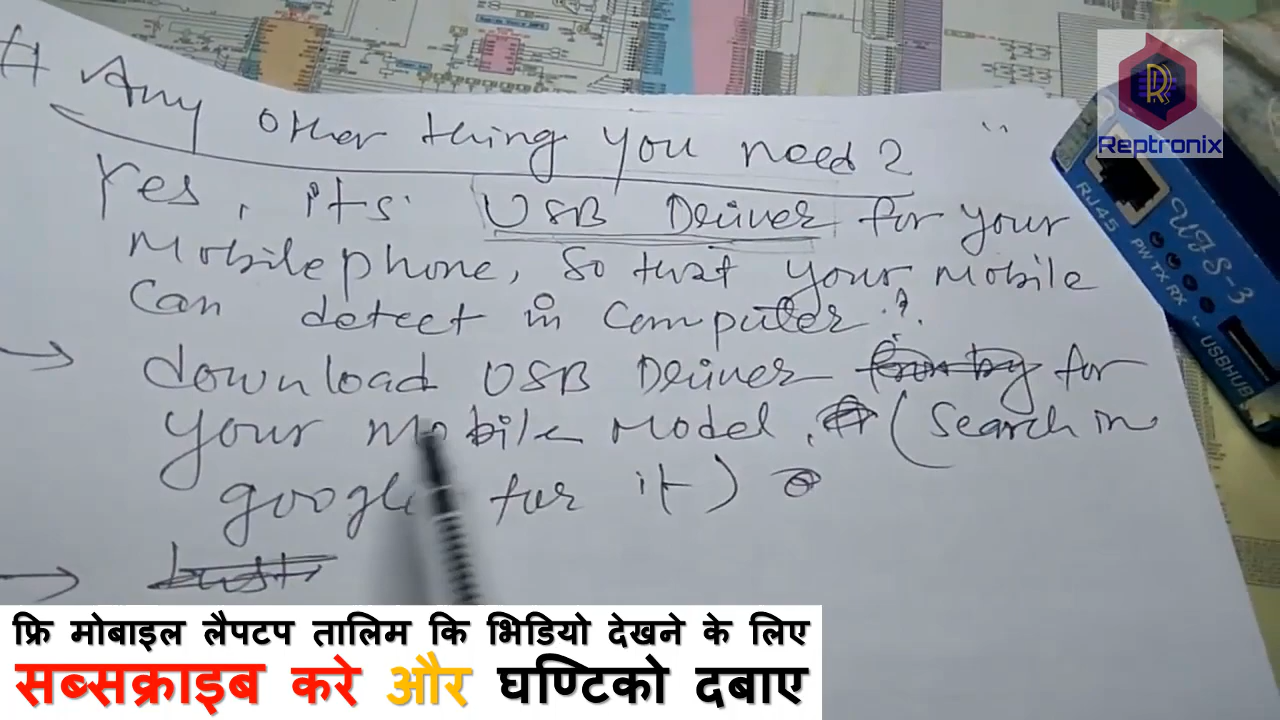 # Any other thing you need?
Yes, its USB Driver for your
Mobilephone, so that your mobile
can detect in computer.
→ download USB Driver for
your Mobile Model, (Search in
google for it)
→
Reptronix
RJ45
UFS-3
PW TX RX
USBHUB
फ्रि मोबाइल लैपटप तालिम कि भिडियो देखने के लिए
सब्सक्राइब करे और घण्टिको दबाए